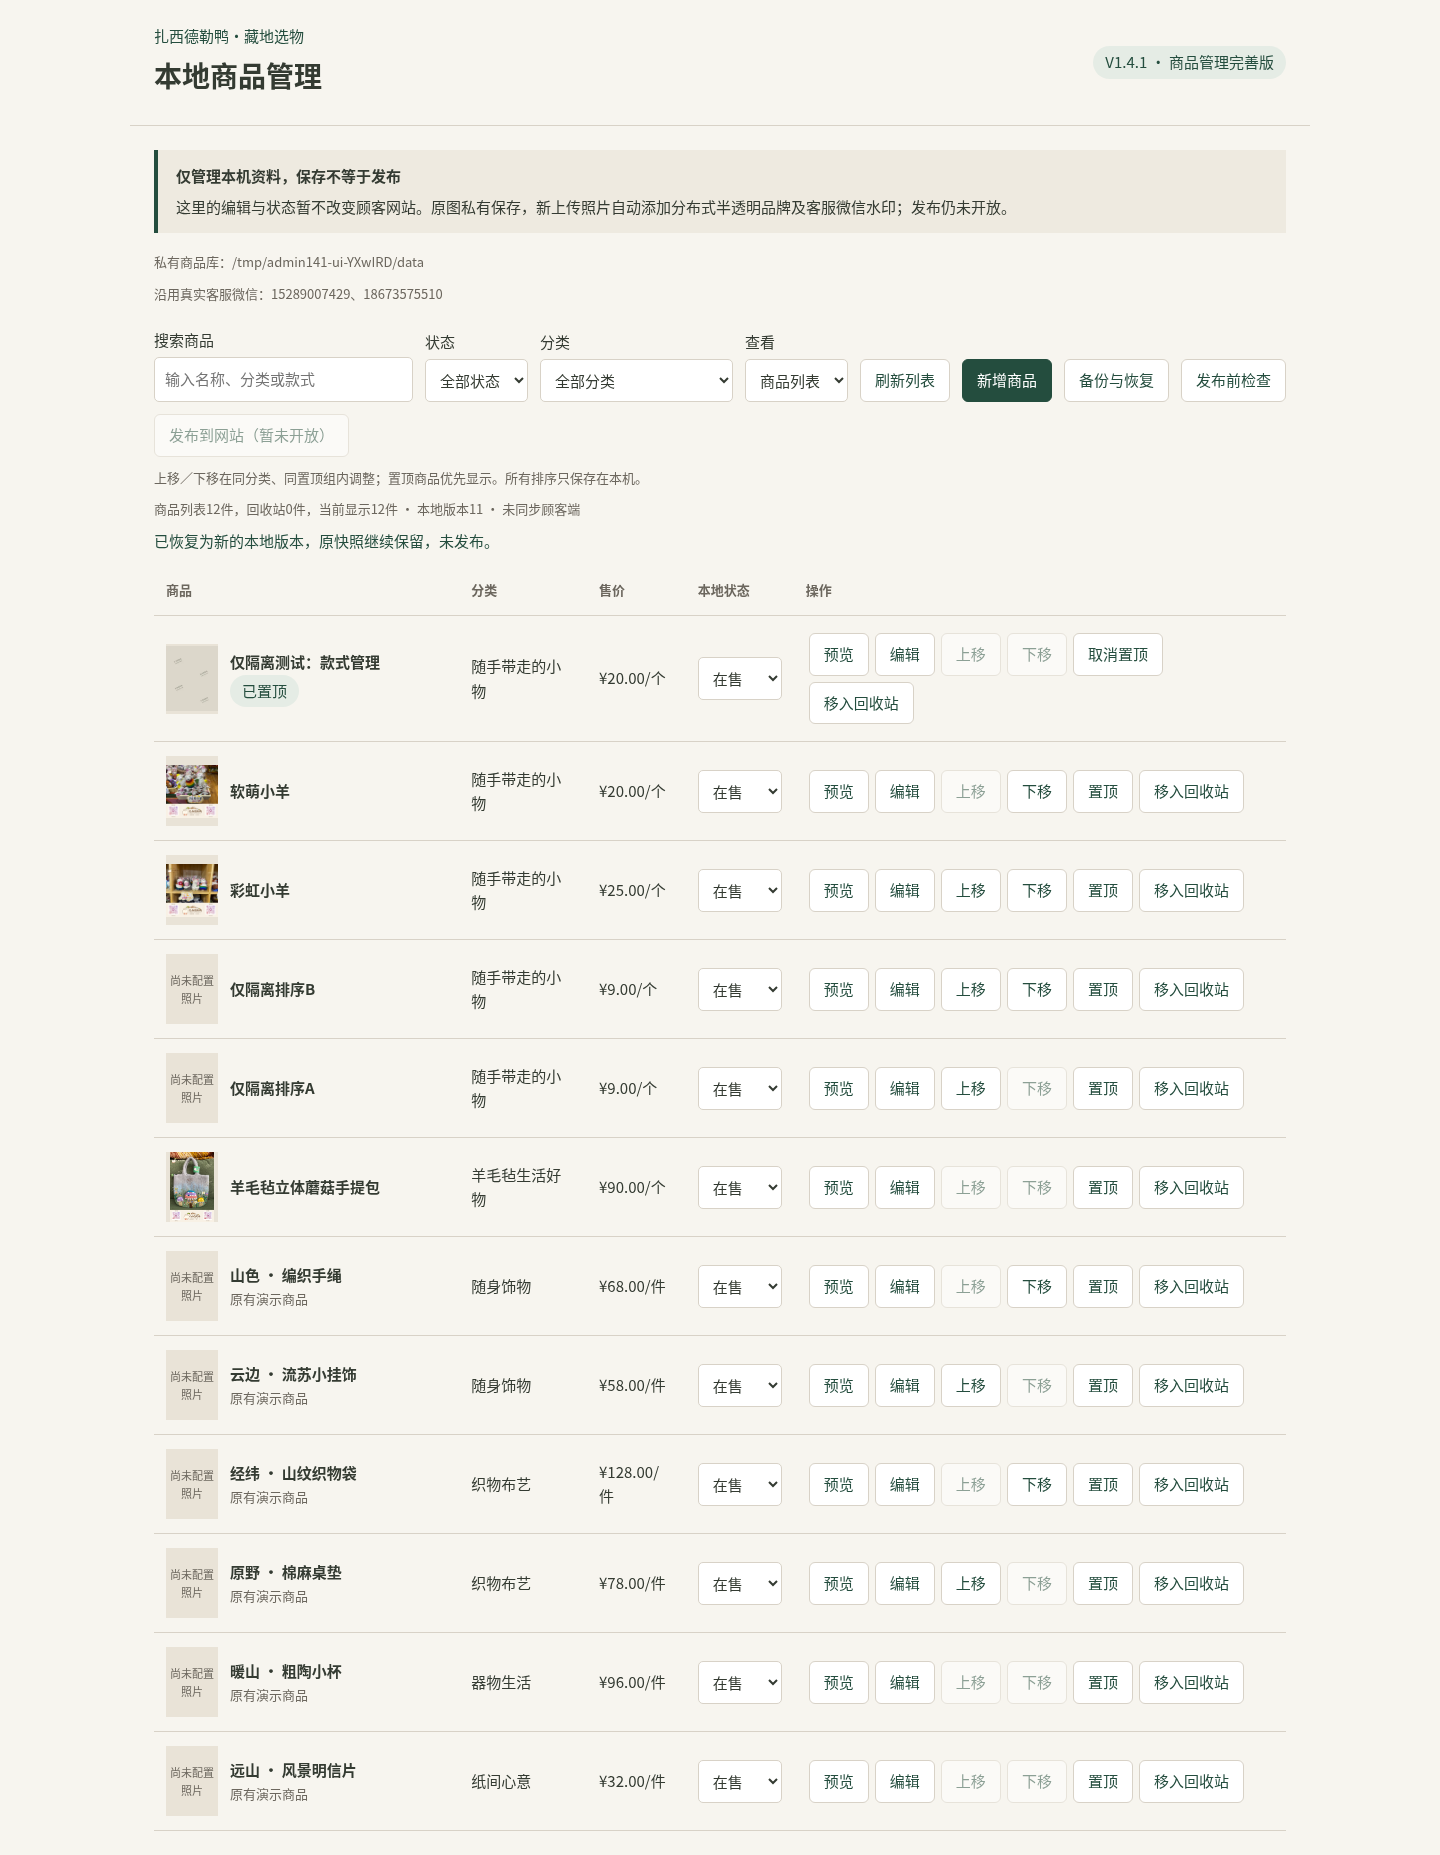 扎西德勒鸭·藏地选物
本地商品管理
V1.4.1 · 商品管理完善版
仅管理本机资料，保存不等于发布
这里的编辑与状态暂不改变顾客网站。原图私有保存，新上传照片自动添加分布式半透明品牌及客服微信水印；发布仍未开放。
私有商品库：/tmp/admin141-ui-YXwIRD/data
沿用真实客服微信：15289007429、18673575510
搜索商品 状态 分类 查看
输入名称、分类或款式 全部状态 全部分类 商品列表 刷新列表 新增商品 备份与恢复 发布前检查
发布到网站（暂未开放）
上移／下移在同分类、同置顶组内调整；置顶商品优先显示。所有排序只保存在本机。
商品列表12件，回收站0件，当前显示12件 · 本地版本11 · 未同步顾客端
已恢复为新的本地版本，原快照继续保留，未发布。
商品 分类 售价 本地状态 操作
仅隔离测试：款式管理
已置顶
随手带走的小
物
¥20.00/个 在售 预览 编辑 上移 下移 取消置顶
移入回收站
软萌小羊
随手带走的小
物
¥20.00/个 在售 预览 编辑 上移 下移 置顶 移入回收站
彩虹小羊
随手带走的小
物
¥25.00/个 在售 预览 编辑 上移 下移 置顶 移入回收站
尚未配置
照片
仅隔离排序B
随手带走的小
物
¥9.00/个 在售 预览 编辑 上移 下移 置顶 移入回收站
尚未配置
照片
仅隔离排序A
随手带走的小
物
¥9.00/个 在售 预览 编辑 上移 下移 置顶 移入回收站
羊毛毡立体蘑菇手提包
羊毛毡生活好
物
¥90.00/个 在售 预览 编辑 上移 下移 置顶 移入回收站
尚未配置
照片
山色 · 编织手绳
原有演示商品
随身饰物 ¥68.00/件 在售 预览 编辑 上移 下移 置顶 移入回收站
尚未配置
照片
云边 · 流苏小挂饰
原有演示商品
随身饰物 ¥58.00/件 在售 预览 编辑 上移 下移 置顶 移入回收站
尚未配置
照片
经纬 · 山纹织物袋
原有演示商品
织物布艺
¥128.00/
件
在售 预览 编辑 上移 下移 置顶 移入回收站
尚未配置
照片
原野 · 棉麻桌垫
原有演示商品
织物布艺 ¥78.00/件 在售 预览 编辑 上移 下移 置顶 移入回收站
尚未配置
照片
暖山 · 粗陶小杯
原有演示商品
器物生活 ¥96.00/件 在售 预览 编辑 上移 下移 置顶 移入回收站
尚未配置
照片
远山 · 风景明信片
原有演示商品
纸间心意 ¥32.00/件 在售 预览 编辑 上移 下移 置顶 移入回收站